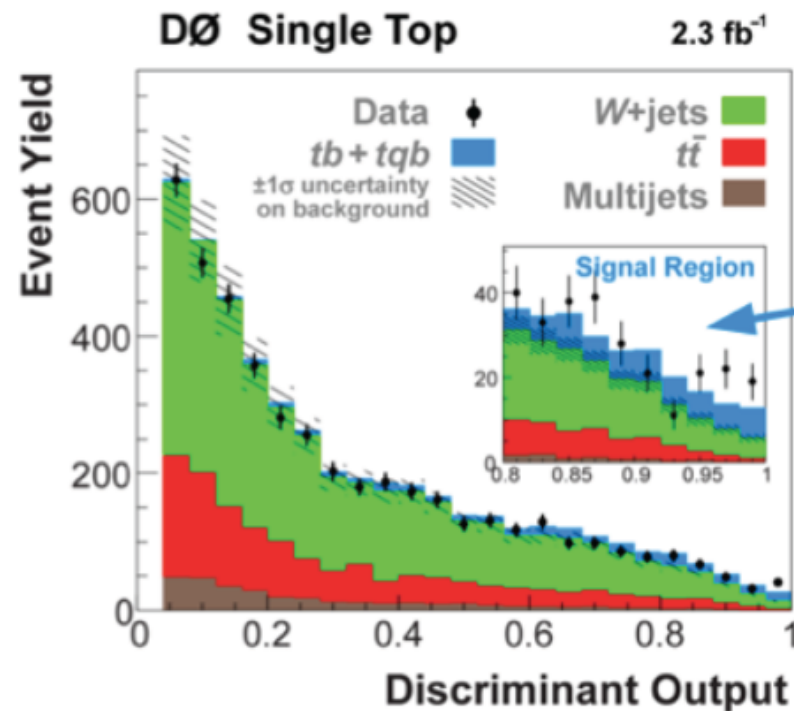 DØ Single Top 2.3 fb⁻¹
Event Yield
Data W+jets
tb + tqb tt̄
±1σ uncertainty
on background Multijets
600
400
200
0
Signal Region
40
20
0
0.8 0.85 0.9 0.95 1
0 0.2 0.4 0.6 0.8 1
Discriminant Output